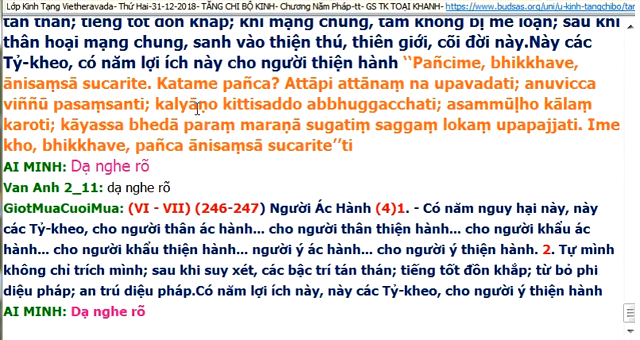 Lớp Kinh Tạng Vietheravada- Thứ Hai-31-12-2018- TĂNG CHI BỘ KINH- Chương Năm Pháp-tt- GS TK TOẠI KHANH- https://www.budsas.org/uni/u-kinh-tangchibo/tan
tán thán; tiếng tốt đồn khắp; khi mạng chung, tâm không bị mê loạn; sau khi
thân hoại mạng chung, sanh vào thiện thú, thiên giới, cõi đời này.Này các
Tỷ-kheo, có năm lợi ích này cho người thiện hành ‘‘Pañcime, bhikkhave,
ānisaṃsā sucarite. Katame pañca? Attāpi attānaṃ na upavadati; anuvicca
viññū pasaṃsanti; kalyāṇo kittisaddo abbhuggacchati; asammūḷho kālaṃ
karoti; kāyassa bhedā paraṃ maraṇā sugatiṃ saggaṃ lokaṃ upapajjati. Ime
kho, bhikkhave, pañca ānisaṃsā sucarite’’ti
AI MINH: Dạ nghe rõ
Van Anh 2_11: dạ nghe rõ
GiotMuaCuoiMua: (VI - VII) (246-247) Người Ác Hành (4)1. - Có năm nguy hại này, này
các Tỷ-kheo, cho người thân ác hành... cho người thân thiện hành... cho người khẩu ác
hành... cho người khẩu thiện hành... người ý ác hành... cho người ý thiện hành. 2. Tự mình
không chỉ trích mình; sau khi suy xét, các bậc trí tán thán; tiếng tốt đồn khắp; từ bỏ phi
diệu pháp; an trú diệu pháp.Có năm lợi ích này, này các Tỷ-kheo, cho người ý thiện hành
AI MINH: Dạ nghe rõ